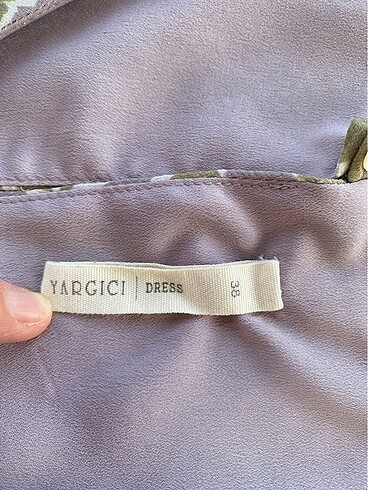 YARGICI | DRESS 38